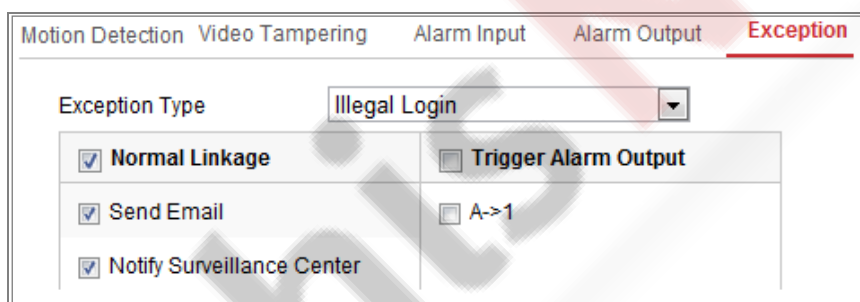 Motion Detection Video Tampering Alarm Input Alarm Output Exception
Exception Type Illegal Login
Normal Linkage Trigger Alarm Output
Send Email A->1
Notify Surveillance Center